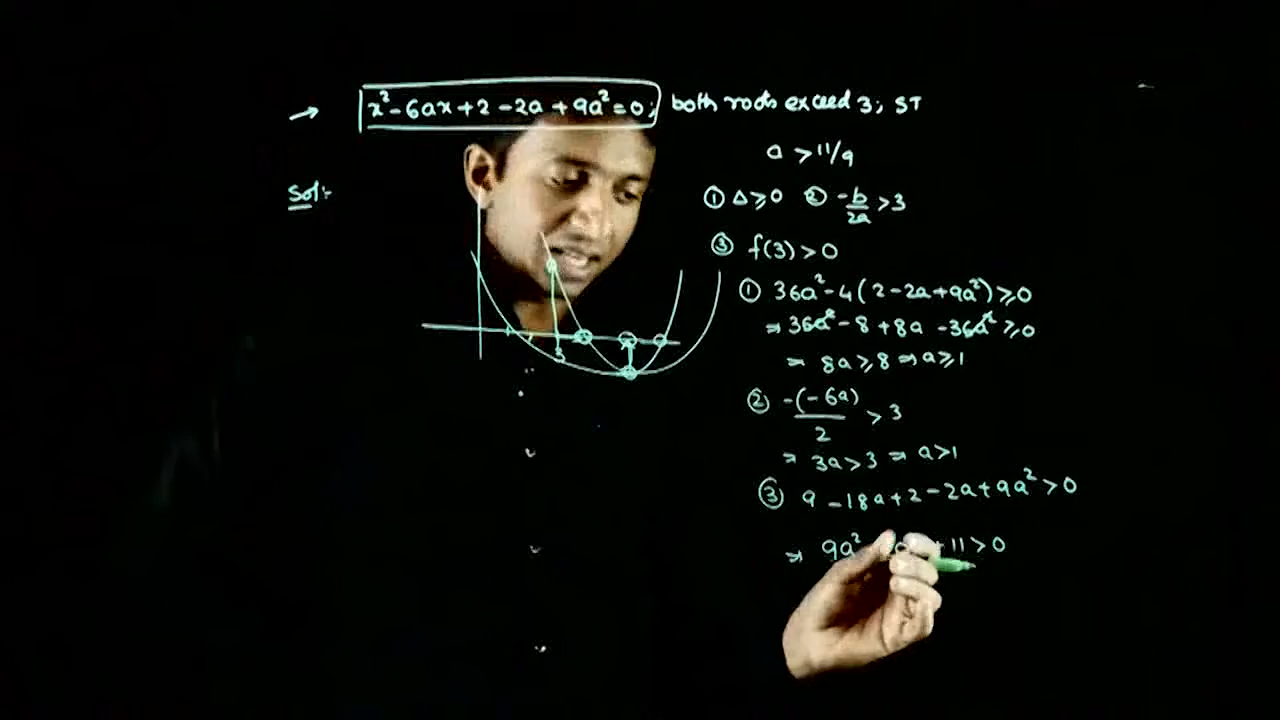 → x² - 6ax + 2 - 2a + 9a² = 0; both roots exceed 3; ST
a > 11/9
Sol:-
① Δ ≥ 0 ② -b/2a > 3
③ f(3) > 0
① 36a² - 4(2 - 2a + 9a²) ≥ 0
⇒ 36a² - 8 + 8a - 36a² ≥ 0
⇒ 8a ≥ 8 ⇒ a ≥ 1
② -(-6a)/2 > 3
⇒ 3a > 3 ⇒ a > 1
③ 9 - 18a + 2 - 2a + 9a² > 0
⇒ 9a² + 11 > 0
3